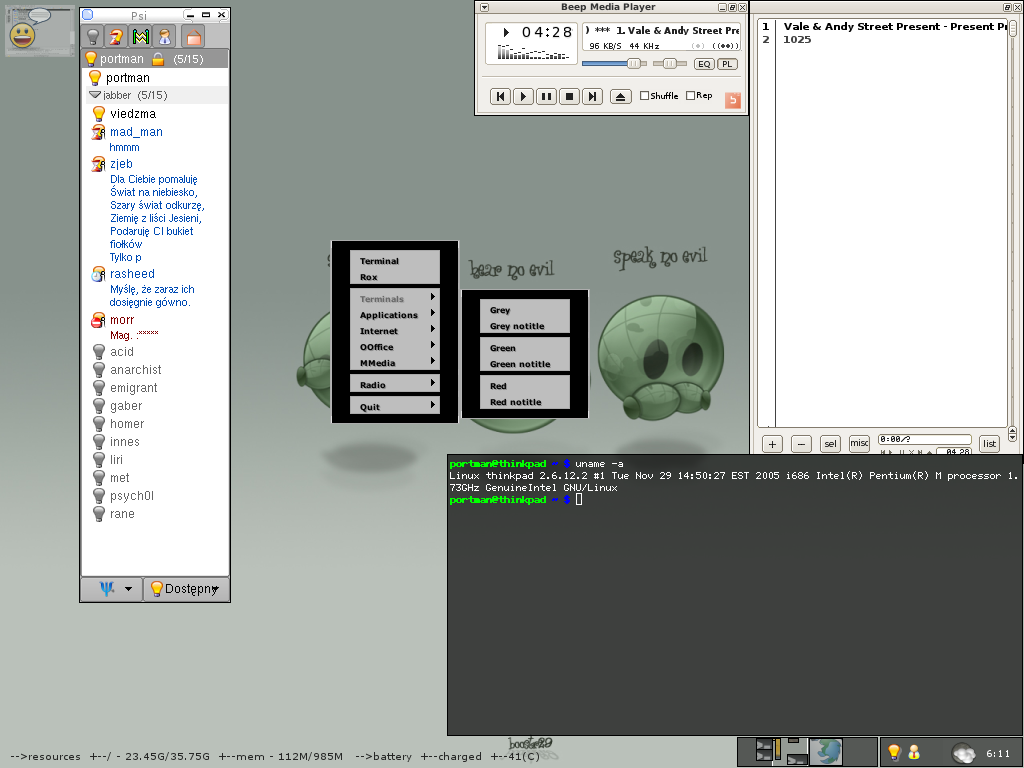 Psi
portman (5/15)
portman
jabber (5/15)
viedzma
mad_man
hmmm
zjeb
Dla Ciebie pomaluję
Świat na niebiesko,
Szary świat odkurzę,
Ziemię z liści Jesieni,
Podaruję CI bukiet
fiołków
Tylko p
rasheed
Myślę, że zaraz ich
dosięgnie gówno.
morr
Mag. :*****
acid
anarchist
emigrant
gaber
homer
innes
liri
met
psych0l
rane
Dostępny
Beep Media Player
04:28
) *** 1. Vale & Andy Street Pre
96 KB/S 44 KHz
EQ PL
Shuffle Rep
1 Vale & Andy Street Present - Present Pr
2 1025
+ − sel misc 0:00/? list
04 28
hear no evil
speak no evil
Terminal
Rox
Terminals
Applications
Internet
OOffice
MMedia
Radio
Quit
Grey
Grey notitle
Green
Green notitle
Red
Red notitle
portman@thinkpad ~ $ uname -a
Linux thinkpad 2.6.12.2 #1 Tue Nov 29 14:50:27 EST 2005 i686 Intel(R) Pentium(R) M processor 1.
73GHz GenuineIntel GNU/Linux
portman@thinkpad ~ $
-->resources +--/ - 23.45G/35.75G +--mem - 112M/985M -->battery +--charged +--41(C)
6:11